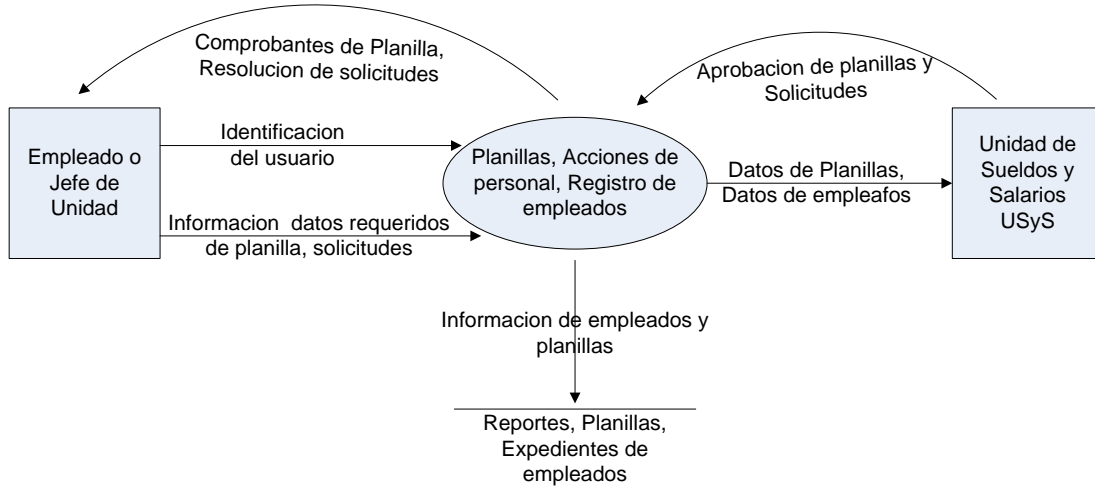 Comprobantes de Planilla,
Resolucion de solicitudes
Aprobacion de planillas y
Solicitudes
Empleado o
Jefe de
Unidad
Identificacion
del usuario
Informacion datos requeridos
de planilla, solicitudes
Planillas, Acciones de
personal, Registro de
empleados
Datos de Planillas,
Datos de empleafos
Unidad de
Sueldos y
Salarios
USyS
Informacion de empleados y
planillas
Reportes, Planillas,
Expedientes de
empleados